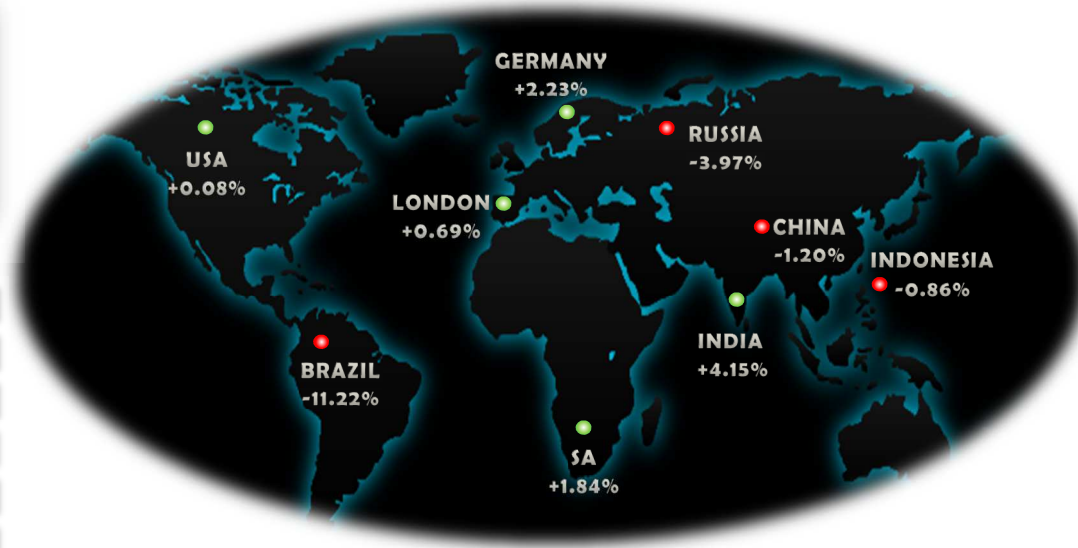 GERMANY
+2.23%
RUSSIA
-3.97%
USA
+0.08%
LONDON
+0.69%
CHINA
-1.20%
INDONESIA
-0.86%
INDIA
+4.15%
BRAZIL
-11.22%
SA
+1.84%